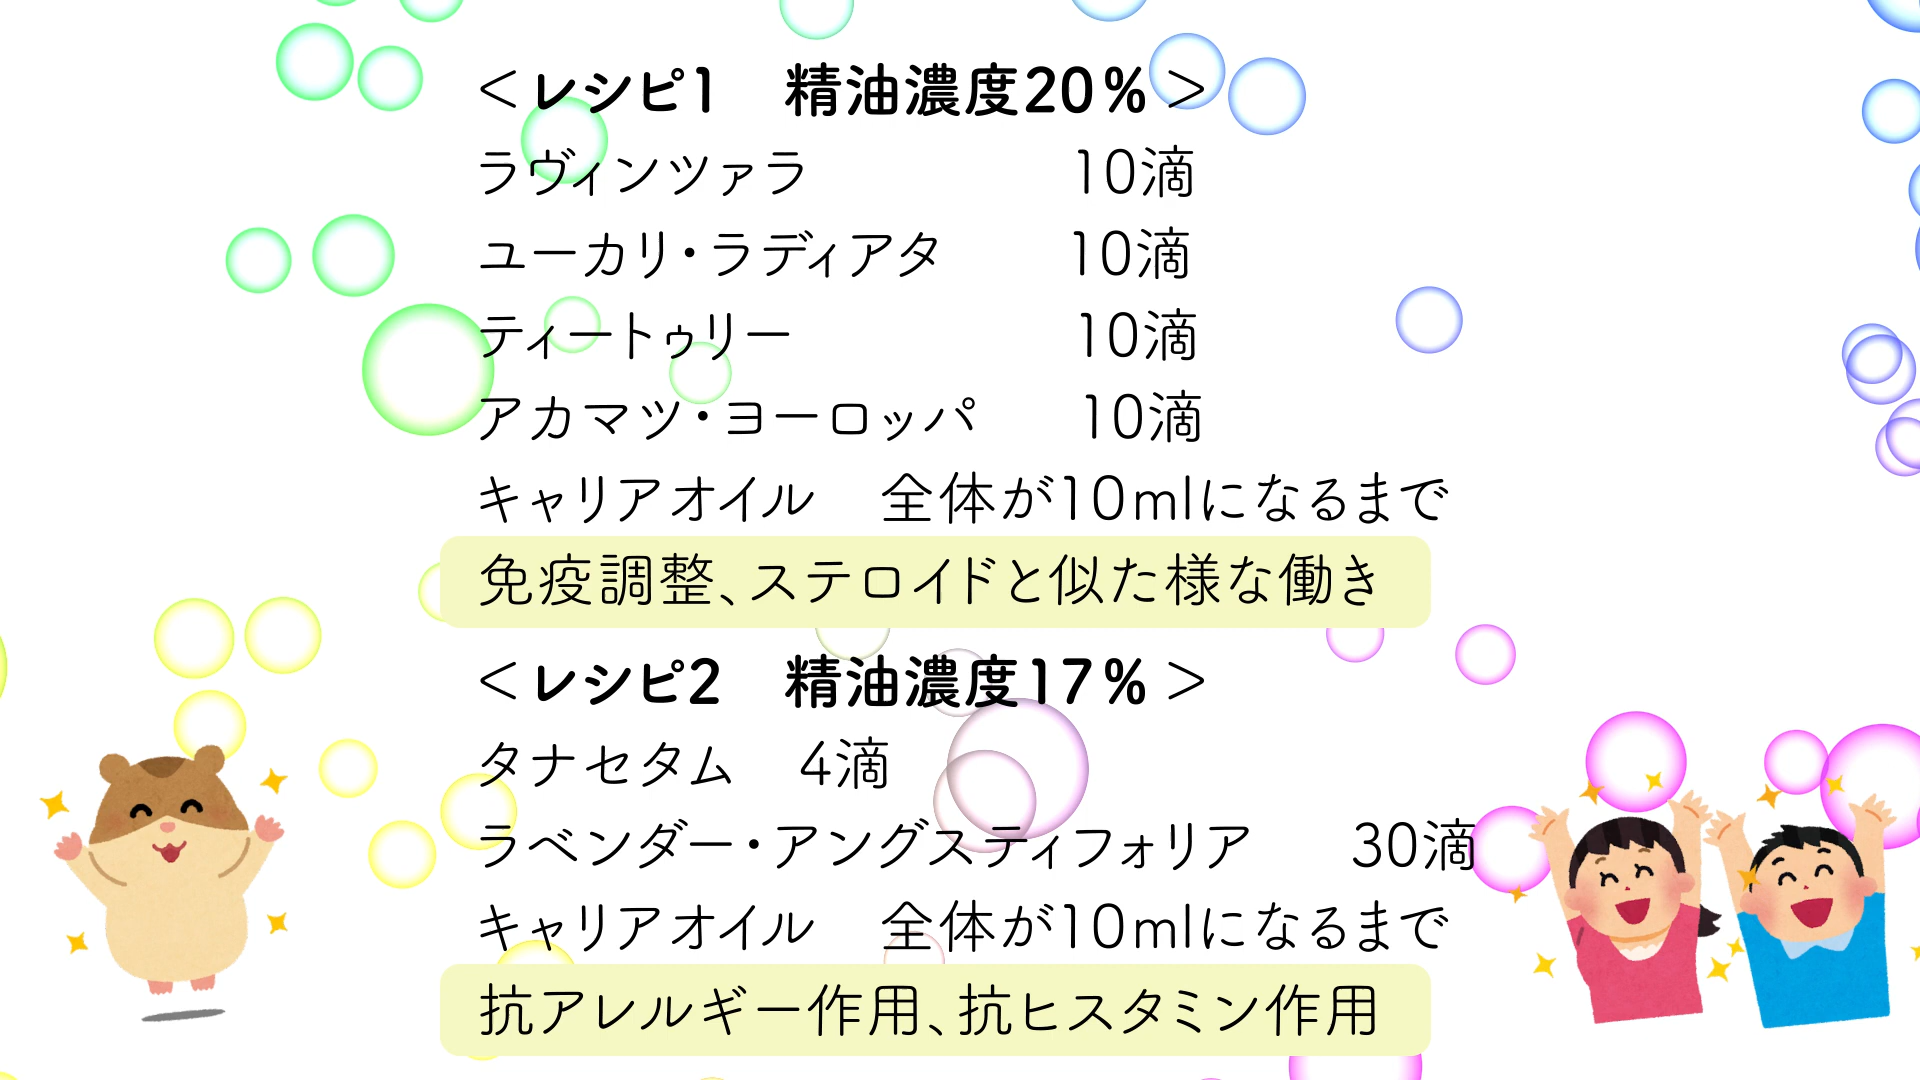 ＜レシピ1　精油濃度20％＞
ラヴィンツァラ　10滴
ユーカリ・ラディアタ　10滴
ティートゥリー　10滴
アカマツ・ヨーロッパ　10滴
キャリアオイル　全体が10mlになるまで
免疫調整、ステロイドと似た様な働き
＜レシピ2　精油濃度17％＞
タナセタム　4滴
ラベンダー・アングスティフォリア　30滴
キャリアオイル　全体が10mlになるまで
抗アレルギー作用、抗ヒスタミン作用